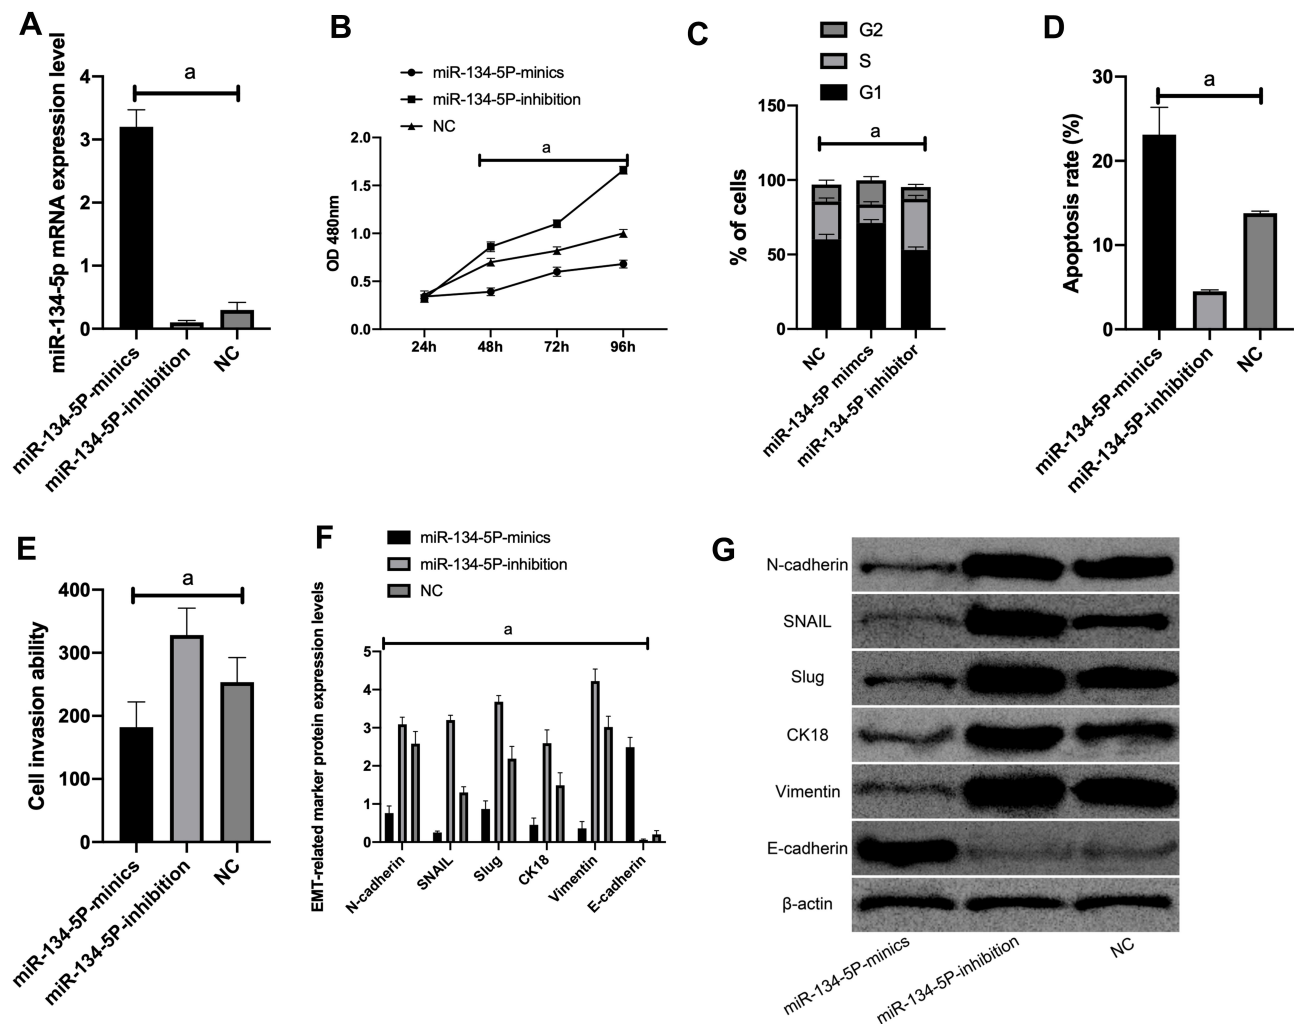 A
miR-134-5p mRNA expression level
4
3
2
1
0
a
miR-134-5P-minics
miR-134-5P-inhibition
NC
B
miR-134-5P-minics
miR-134-5P-inhibition
NC
OD 480nm
2.0
1.5
1.0
0.5
0.0
a
24h
48h
72h
96h
C
G2
S
G1
% of cells
150
100
50
0
a
NC
miR-134-5P mimcs
miR-134-5P inhibitor
D
Apoptosis rate (%)
30
20
10
0
a
miR-134-5P-minics
miR-134-5P-inhibition
NC
E
Cell invasion ability
400
300
200
100
0
a
miR-134-5P-minics
miR-134-5P-inhibition
NC
F
miR-134-5P-minics
miR-134-5P-inhibition
NC
EMT-related marker protein expression levels
5
4
3
2
1
0
a
N-cadherin
SNAIL
Slug
CK18
Vimentin
E-cadherin
G
N-cadherin
SNAIL
Slug
CK18
Vimentin
E-cadherin
β-actin
miR-134-5P-minics
miR-134-5P-inhibition
NC